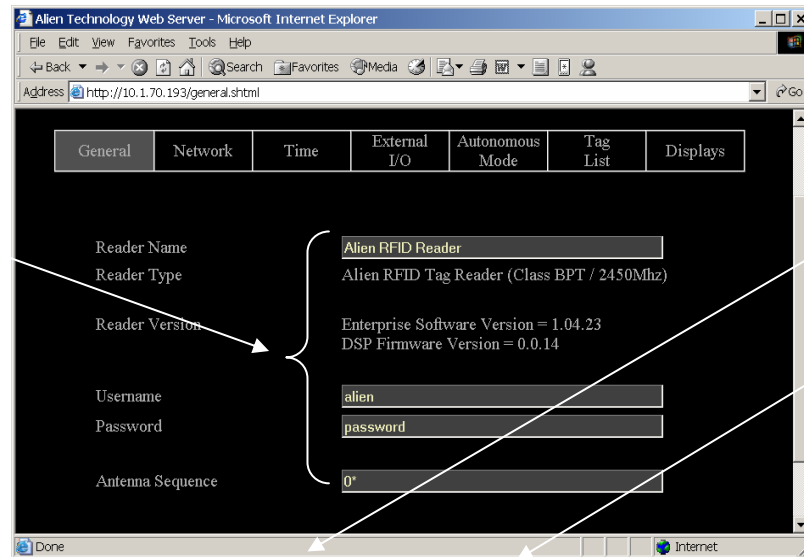 Alien Technology Web Server - Microsoft Internet Explorer
File Edit View Favorites Tools Help
Back Search Favorites Media
Address http://10.1.70.193/general.shtml Go
General Network Time External I/O Autonomous Mode Tag List Displays
Reader Name Alien RFID Reader
Reader Type Alien RFID Tag Reader (Class BPT / 2450Mhz)
Reader Version Enterprise Software Version = 1.04.23
DSP Firmware Version = 0.0.14
Username alien
Password password
Antenna Sequence 0*
Done Internet